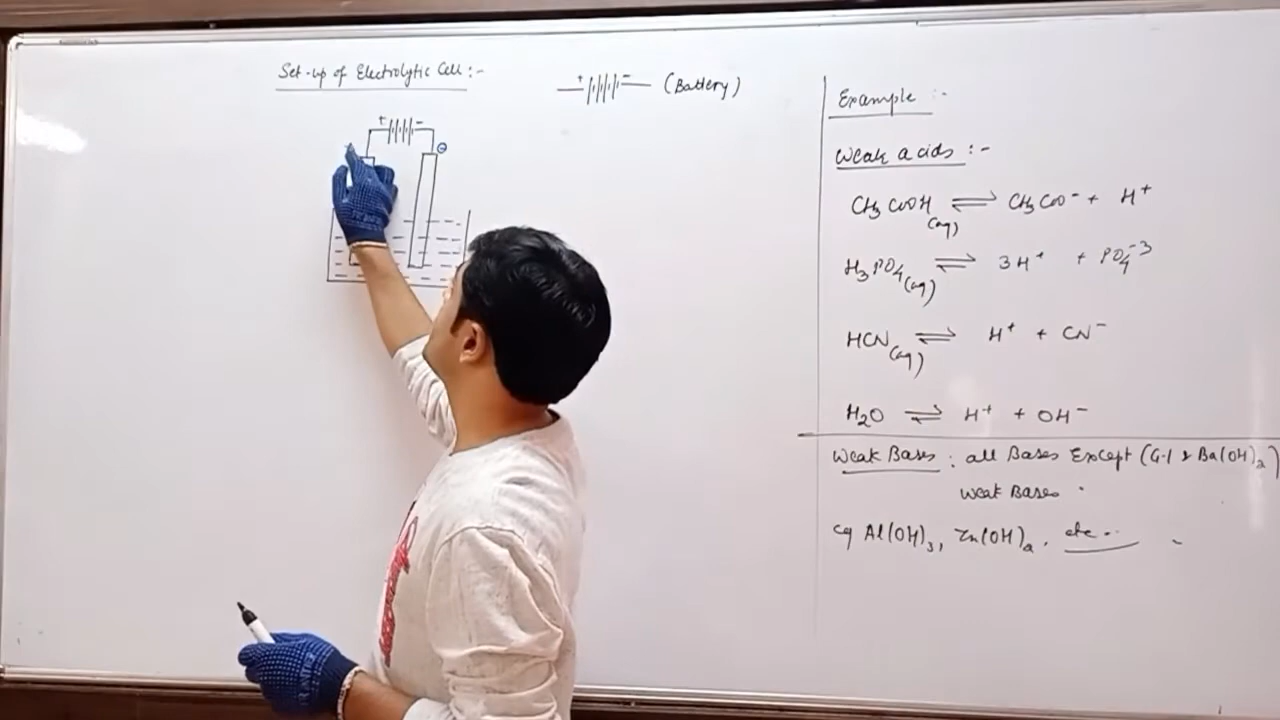 Set-up of Electrolytic Cell :-
+ - (Battery)
+ -
⊖
Example :-
Weak acids :-
CH3COOH(aq) ⇌ CH3COO- + H+
H3PO4(aq) ⇌ 3H+ + PO4-3
HCN(aq) ⇌ H+ + CN-
H2O ⇌ H+ + OH-
Weak Bases : all Bases Except (G-1 & Ba(OH)2)
Weak Bases .
eg Al(OH)3, Zn(OH)2, etc...